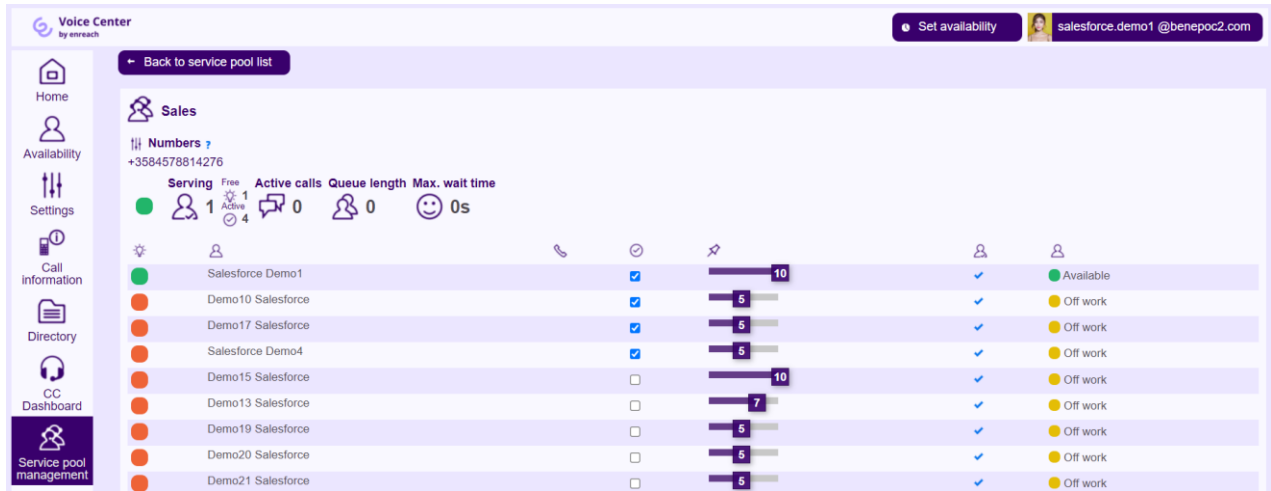 Voice Center
by enreach
Set availability
salesforce.demo1 @benepoc2.com
Home
Availability
Settings
Call
information
Directory
CC
Dashboard
Service pool
management
← Back to service pool list
Sales
Numbers ?
+3584578814276
Serving Free Active calls Queue length Max. wait time
1 1 Active 4 0 0 0s
Salesforce Demo1 10 Available
Demo10 Salesforce 5 Off work
Demo17 Salesforce 5 Off work
Salesforce Demo4 5 Off work
Demo15 Salesforce 10 Off work
Demo13 Salesforce 7 Off work
Demo19 Salesforce 5 Off work
Demo20 Salesforce 5 Off work
Demo21 Salesforce 5 Off work